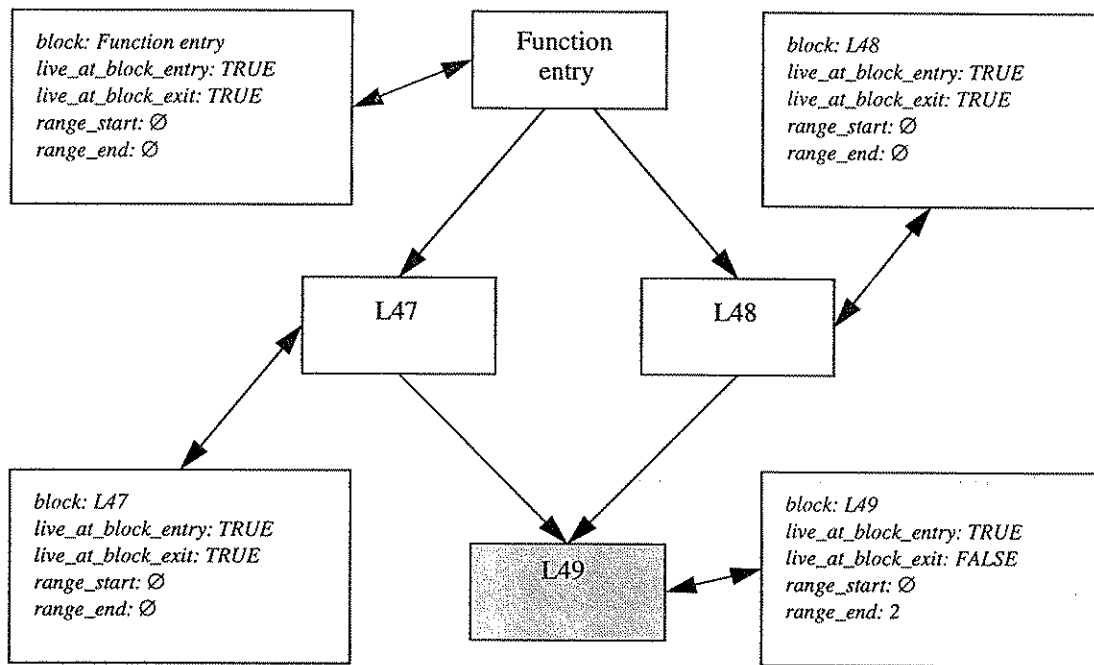 block: Function entry
live_at_block_entry: TRUE
live_at_block_exit: TRUE
range_start: ∅
range_end: ∅
Function
entry
block: L48
live_at_block_entry: TRUE
live_at_block_exit: TRUE
range_start: ∅
range_end: ∅
L47
L48
block: L47
live_at_block_entry: TRUE
live_at_block_exit: TRUE
range_start: ∅
range_end: ∅
L49
block: L49
live_at_block_entry: TRUE
live_at_block_exit: FALSE
range_start: ∅
range_end: 2